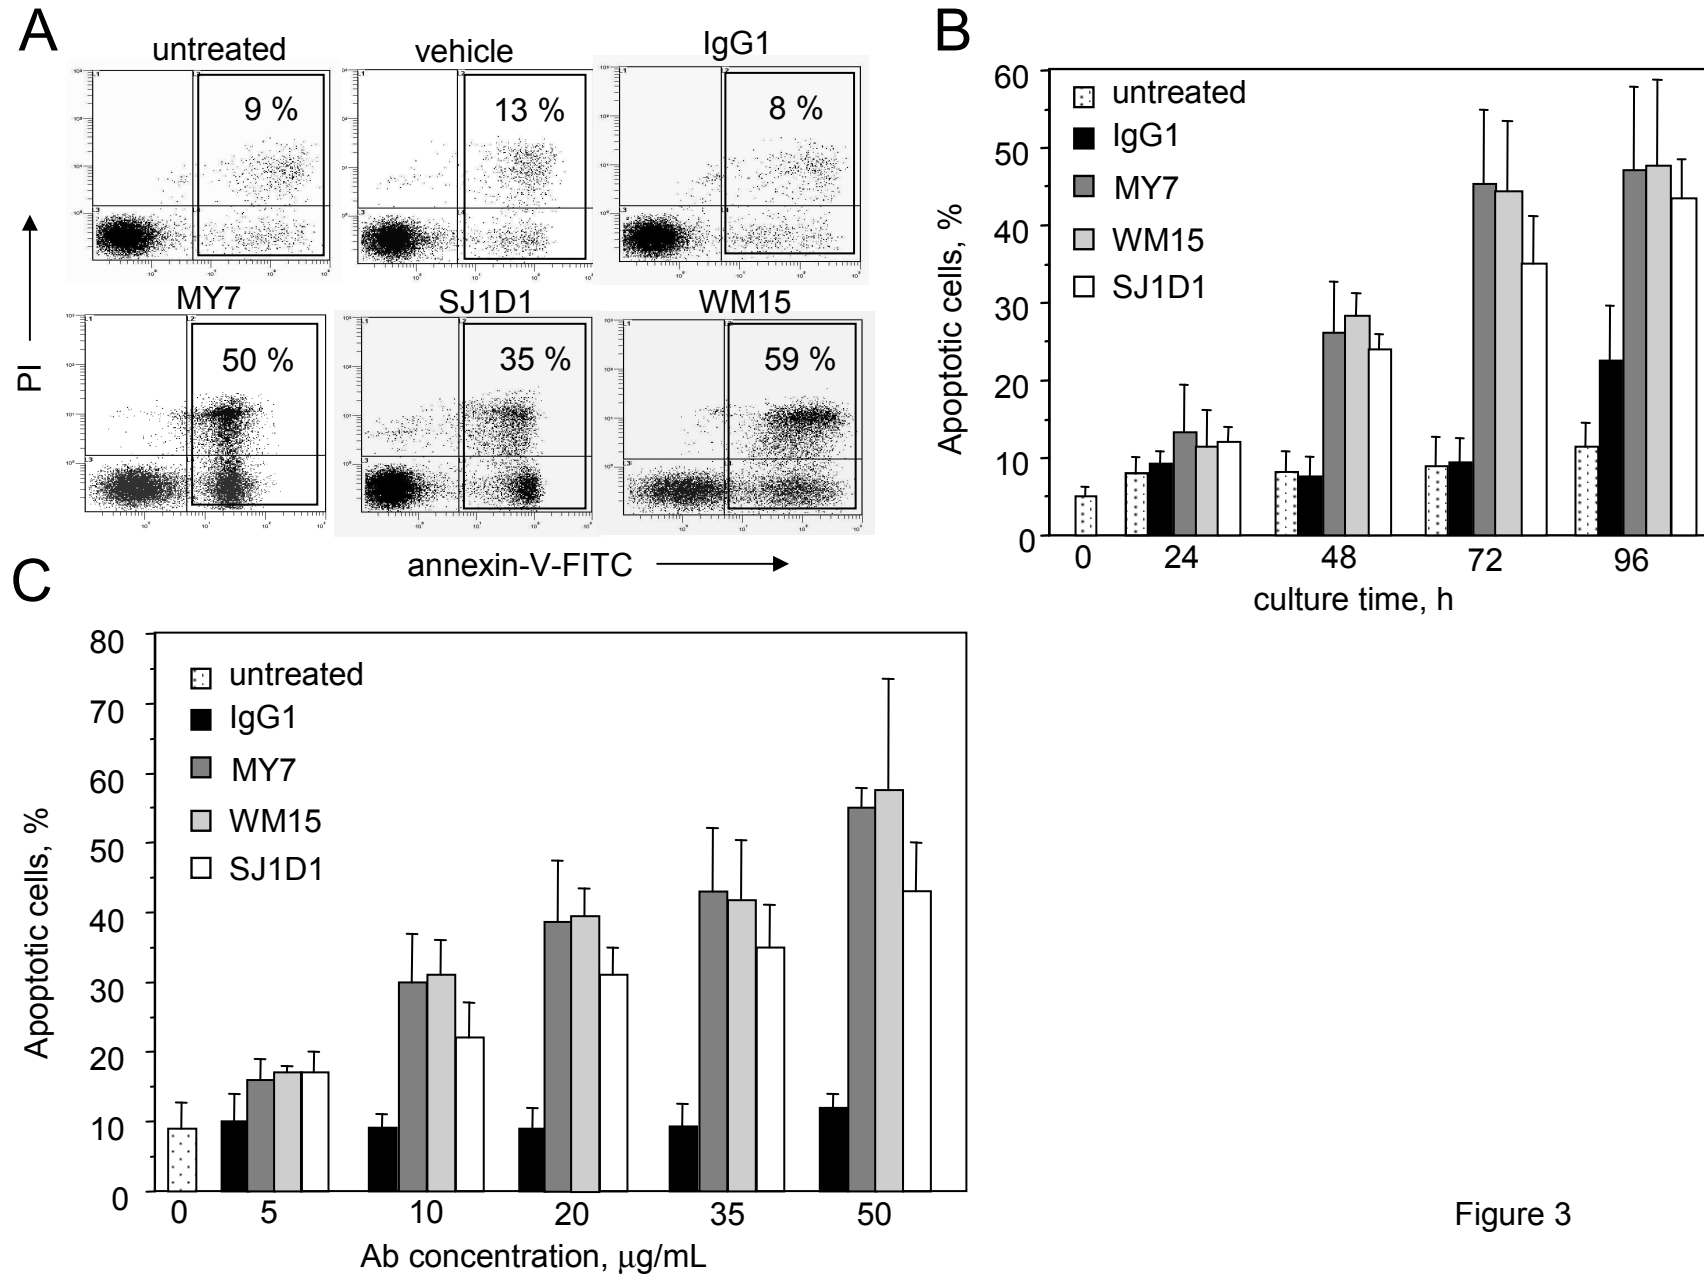 A
untreated
vehicle
IgG1
9 %
13 %
8 %
MY7
SJ1D1
WM15
50 %
35 %
59 %
PI
annexin-V-FITC
B
60
50
40
30
20
10
0
Apoptotic cells, %
untreated
IgG1
MY7
WM15
SJ1D1
0 24 48 72 96
culture time, h
C
80
70
60
50
40
30
20
10
0
Apoptotic cells, %
untreated
IgG1
MY7
WM15
SJ1D1
0 5 10 20 35 50
Ab concentration, µg/mL
Figure 3